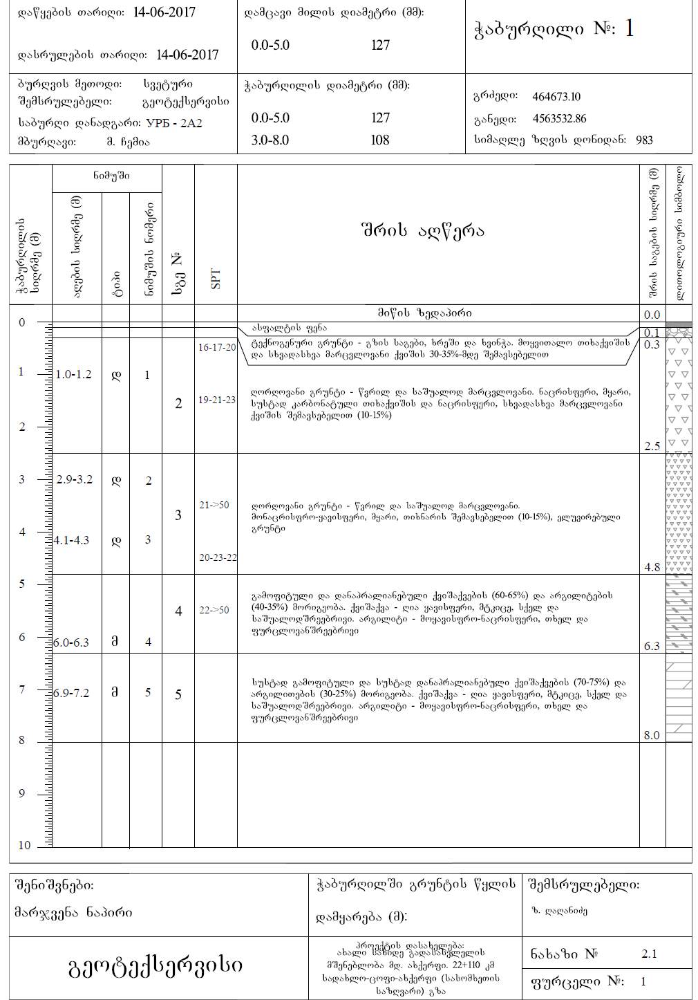 დაწყების თარიღი: 14-06-2017
დასრულების თარიღი: 14-06-2017
დამცავი მილის დიამეტრი (მმ):
0.0-5.0 127
ჭაბურღილი №: 1
ბურღვის მეთოდი: სვეტური
შემსრულებელი: გეოტექსერვისი
საბურღი დანადგარი: УРБ - 2А2
მბურღავი: მ. ჩემია
ჭაბურღილის დიამეტრი (მმ):
0.0-5.0 127
3.0-8.0 108
გრძედი: 464673.10
განედი: 4563532.86
სიმაღლე ზღვის დონიდან: 983
ჭაბურღილის სიღრმე (მ)
ნიმუში
აღების სიღრმე (მ)
ტიპი
ნიმუშის ნომერი
სგე №
SPT
შრის აღწერა
შრის საგების სიღრმე (მ)
ლითოლოგიური სიმბოლო
მიწის ზედაპირი 0.0
0
ასფალტის ფენა 0.1
16-17-20
ტექნოგენური გრუნტი - გზის საგები, ხრეში და ხვინჭა. მოყვითალო თიხაქვიშის
და სხვადასხვა მარცვლოვანი ქვიშის 30-35%-მდე შემავსებელით
0.3
1 1.0-1.2 დ 1
2 19-21-23
ღორღოვანი გრუნტი - წვრილ და საშუალოდ მარცვლოვანი. ნაცრისფერი, მყარი,
სუსტად კარბონატული თიხაქვიშის და ნაცრისფერი, სხვადასხვა მარცვლოვანი
ქვიშის შემავსებელით (10-15%)
2
2.5
3 2.9-3.2 დ 2
3 21->50
ღორღოვანი გრუნტი - წვრილ და საშუალოდ მარცვლოვანი.
მონაცრისფრო-ყავისფერი, მყარი, თიხნარის შემავსებელით (10-15%), ელუვირებული
გრუნტი
4 4.1-4.3 დ 3
20-23-22
4.8
5
4 22->50
გამოფიტული და დანაპრალიანებული ქვიშაქვების (60-65%) და არგილიტების
(40-35%) მორიგეობა. ქვიშაქვა - ღია ყავისფერი, მტკიცე, სქელ და
საშუალოდშრეებრივი. არგილიტი - მოყავისფრო-ნაცრისფერი, თხელ და
ფურცლოვანშრეებრივი
6 6.0-6.3 მ 4
6.3
7 6.9-7.2 მ 5 5
სუსტად გამოფიტული და სუსტად დანაპრალიანებული ქვიშაქვების (70-75%) და
არგილითების (30-25%) მორიგეობა. ქვიშაქვა - ღია ყავისფერი, მტკიცე, სქელ და
საშუალოდშრეებრივი. არგილიტი - მოყავისფრო-ნაცრისფერი, თხელ და
ფურცლოვანშრეებრივი
8 8.0
9
10
შენიშვნები:
მარჯვენა ნაპირი
ჭაბურღილში გრუნტის წყლის
დამყარება (მ):
შემსრულებელი:
ზ. ღაღანიძე
გეოტექსერვისი
პროექტის დასახელება:
ახალი სახიდე გადასასვლელის
მშენებლობა მდ. ახქერფი. 22+110 კმ
სადახლო-ცოფი-ახქერფი (სასომხეთის
საზღვარი) გზა
ნახაზი № 2.1
ფურცელი №: 1